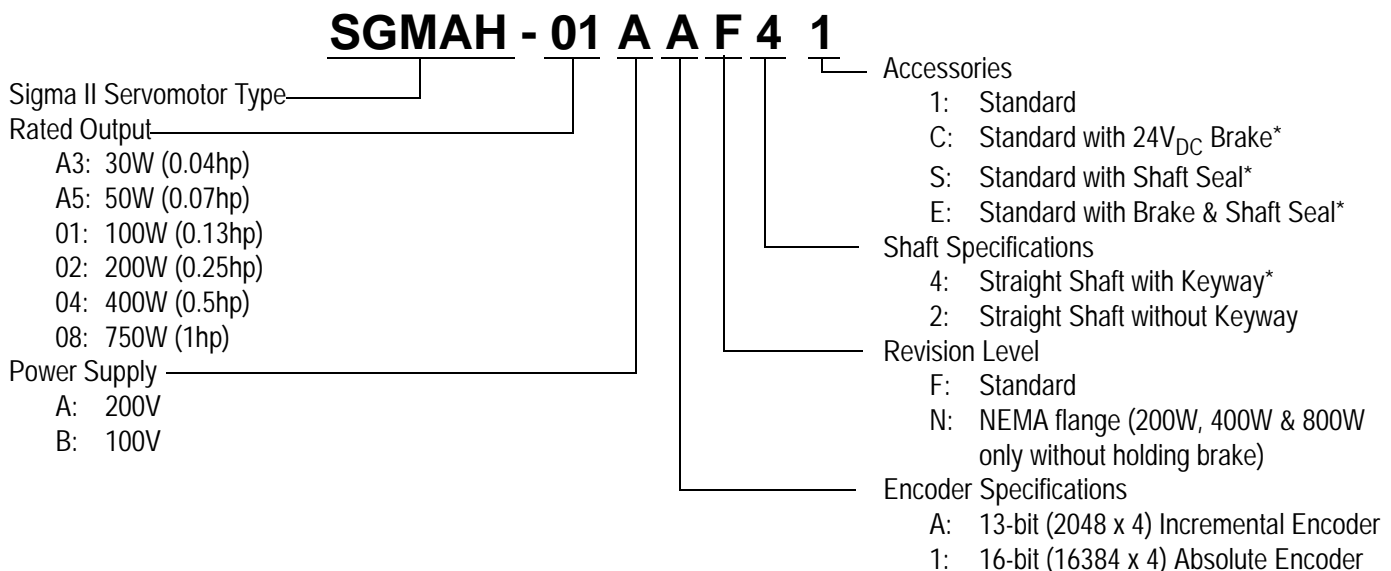 SGMAH - 01 A A F 4 1
Sigma II Servomotor Type
Rated Output
A3: 30W (0.04hp)
A5: 50W (0.07hp)
01: 100W (0.13hp)
02: 200W (0.25hp)
04: 400W (0.5hp)
08: 750W (1hp)
Power Supply
A: 200V
B: 100V
Accessories
1: Standard
C: Standard with 24VDC Brake*
S: Standard with Shaft Seal*
E: Standard with Brake & Shaft Seal*
Shaft Specifications
4: Straight Shaft with Keyway*
2: Straight Shaft without Keyway
Revision Level
F: Standard
N: NEMA flange (200W, 400W & 800W
only without holding brake)
Encoder Specifications
A: 13-bit (2048 x 4) Incremental Encoder
1: 16-bit (16384 x 4) Absolute Encoder